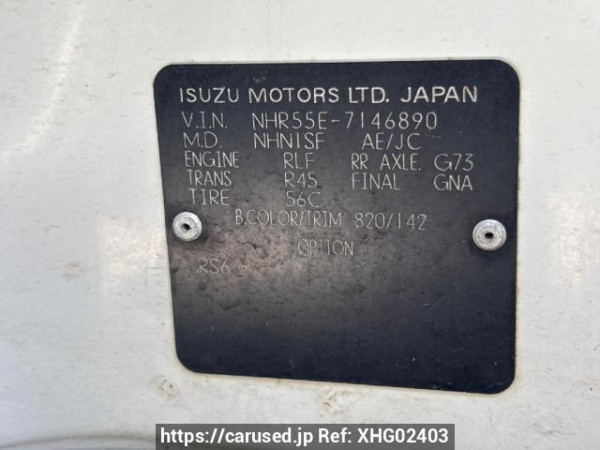 ISUZU MOTORS LTD. JAPAN
V.I.N. NHR55E-7146890
M.D. NHN1SF AE/JC
ENGINE RLF RR AXLE. G73
TRANS R45 FINAL GNA
TIRE 56C
B.COLOR/TRIM 820/142
OPTION
RS6
https://carused.jp Ref: XHG02403